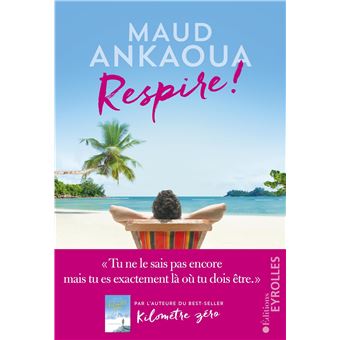 MAUD
ANKAOUA
Respire !
« Tu ne le sais pas encore
mais tu es exactement là où tu dois être. »
PAR L'AUTEURE DU BEST-SELLER
Kilomètre zéro
Éditions
EYROLLES